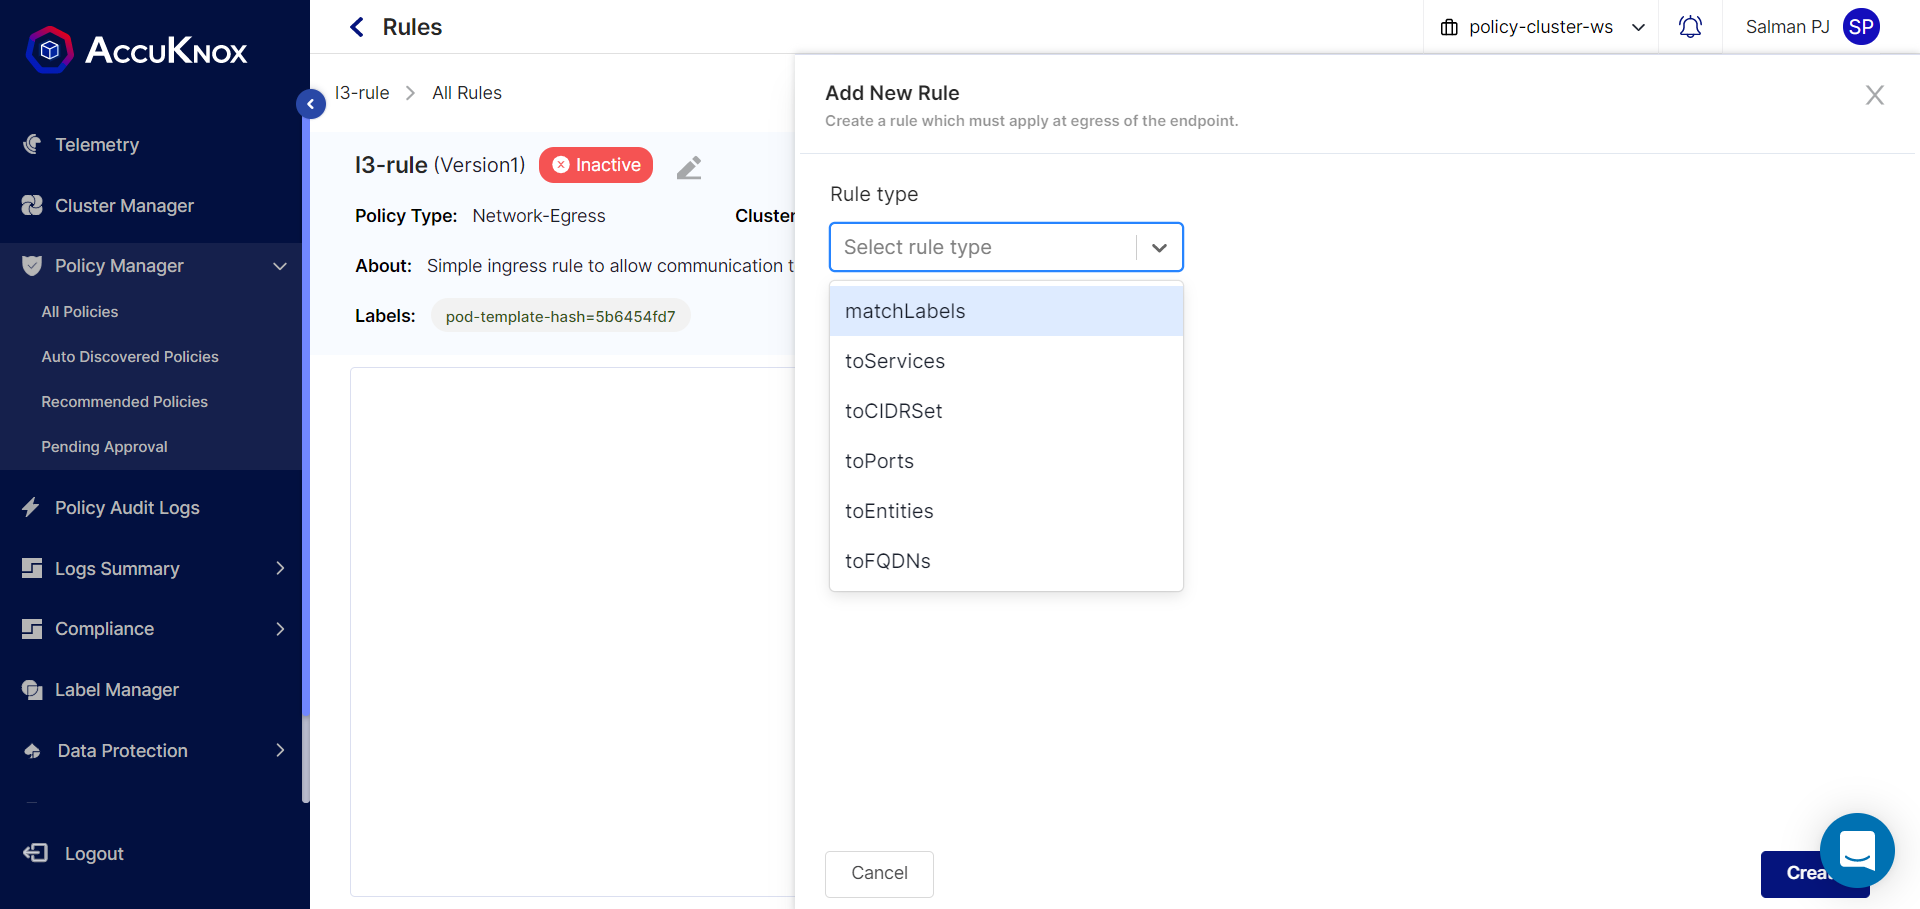 ACCUKNOX
Telemetry
Cluster Manager
Policy Manager
All Policies
Auto Discovered Policies
Recommended Policies
Pending Approval
Policy Audit Logs
Logs Summary
Compliance
Label Manager
Data Protection
Logout
Rules
policy-cluster-ws
Salman PJ
SP
l3-rule
All Rules
l3-rule (Version1)
Inactive
Policy Type: Network-Egress
Cluster
About: Simple ingress rule to allow communication t
Labels: pod-template-hash=5b6454fd7
Add New Rule
Create a rule which must apply at egress of the endpoint.
Rule type
Select rule type
matchLabels
toServices
toCIDRSet
toPorts
toEntities
toFQDNs
Cancel